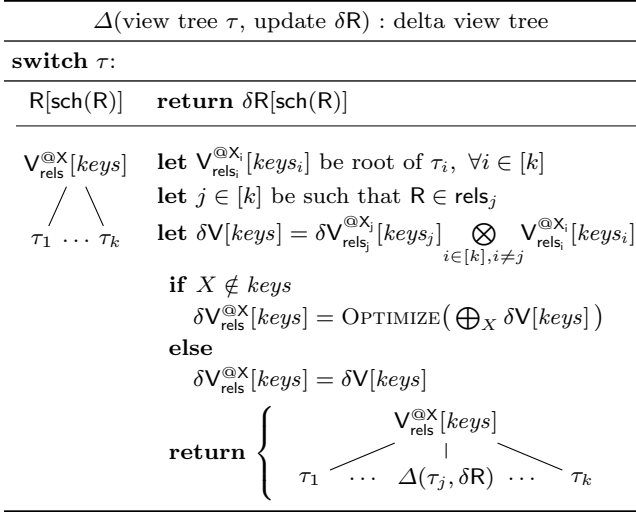 Δ(view tree τ, update δR) : delta view tree
switch τ:
R[sch(R)] return δR[sch(R)]
V^{@X}_{rels}[keys] let V^{@X_i}_{rels_i}[keys_i] be root of τ_i, ∀i ∈ [k]
let j ∈ [k] be such that R ∈ rels_j
τ_1 … τ_k let δV[keys] = δV^{@X_j}_{rels_j}[keys_j] ⨂_{i∈[k],i≠j} V^{@X_i}_{rels_i}[keys_i]
if X ∉ keys
δV^{@X}_{rels}[keys] = OPTIMIZE(⨁_X δV[keys])
else
δV^{@X}_{rels}[keys] = δV[keys]
return { V^{@X}_{rels}[keys]
τ_1 ⋯ Δ(τ_j, δR) ⋯ τ_k